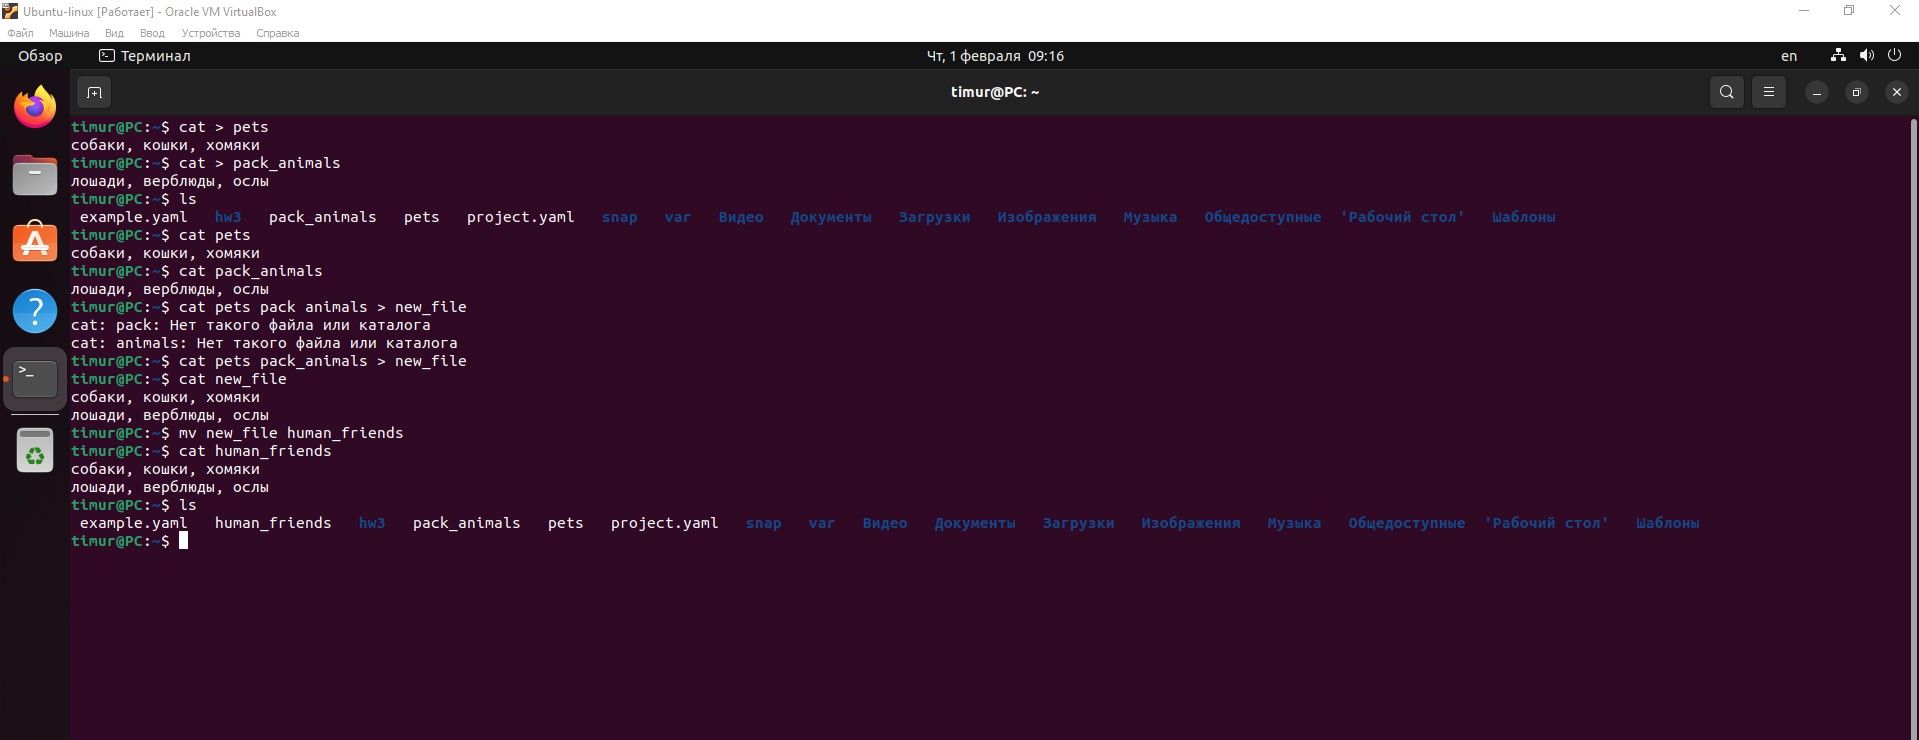 Ubuntu-linux [Работает] - Oracle VM VirtualBox
Файл Машина Вид Ввод Устройства Справка
Обзор Терминал Чт, 1 февраля 09:16 en
timur@PC: ~
timur@PC:~$ cat > pets
собаки, кошки, хомяки
timur@PC:~$ cat > pack_animals
лошади, верблюды, ослы
timur@PC:~$ ls
example.yaml hw3 pack_animals pets project.yaml snap var Видео Документы Загрузки Изображения Музыка Общедоступные 'Рабочий стол' Шаблоны
timur@PC:~$ cat pets
собаки, кошки, хомяки
timur@PC:~$ cat pack_animals
лошади, верблюды, ослы
timur@PC:~$ cat pets pack animals > new_file
cat: pack: Нет такого файла или каталога
cat: animals: Нет такого файла или каталога
timur@PC:~$ cat pets pack_animals > new_file
timur@PC:~$ cat new_file
собаки, кошки, хомяки
лошади, верблюды, ослы
timur@PC:~$ mv new_file human_friends
timur@PC:~$ cat human_friends
собаки, кошки, хомяки
лошади, верблюды, ослы
timur@PC:~$ ls
example.yaml human_friends hw3 pack_animals pets project.yaml snap var Видео Документы Загрузки Изображения Музыка Общедоступные 'Рабочий стол' Шаблоны
timur@PC:~$